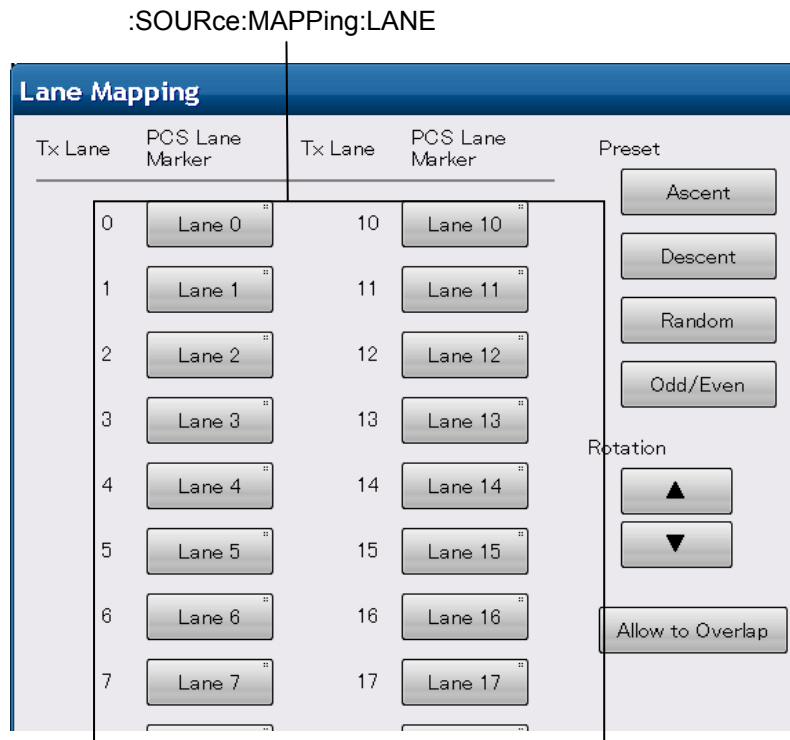 :SOURce:MAPPing:LANE
Lane Mapping
Tx Lane PCS Lane Marker Tx Lane PCS Lane Marker Preset
0 Lane 0 10 Lane 10 Ascent
1 Lane 1 11 Lane 11 Descent
2 Lane 2 12 Lane 12 Random
3 Lane 3 13 Lane 13 Odd/Even
Rotation
4 Lane 4 14 Lane 14 ▲
5 Lane 5 15 Lane 15 ▼
6 Lane 6 16 Lane 16 Allow to Overlap
7 Lane 7 17 Lane 17